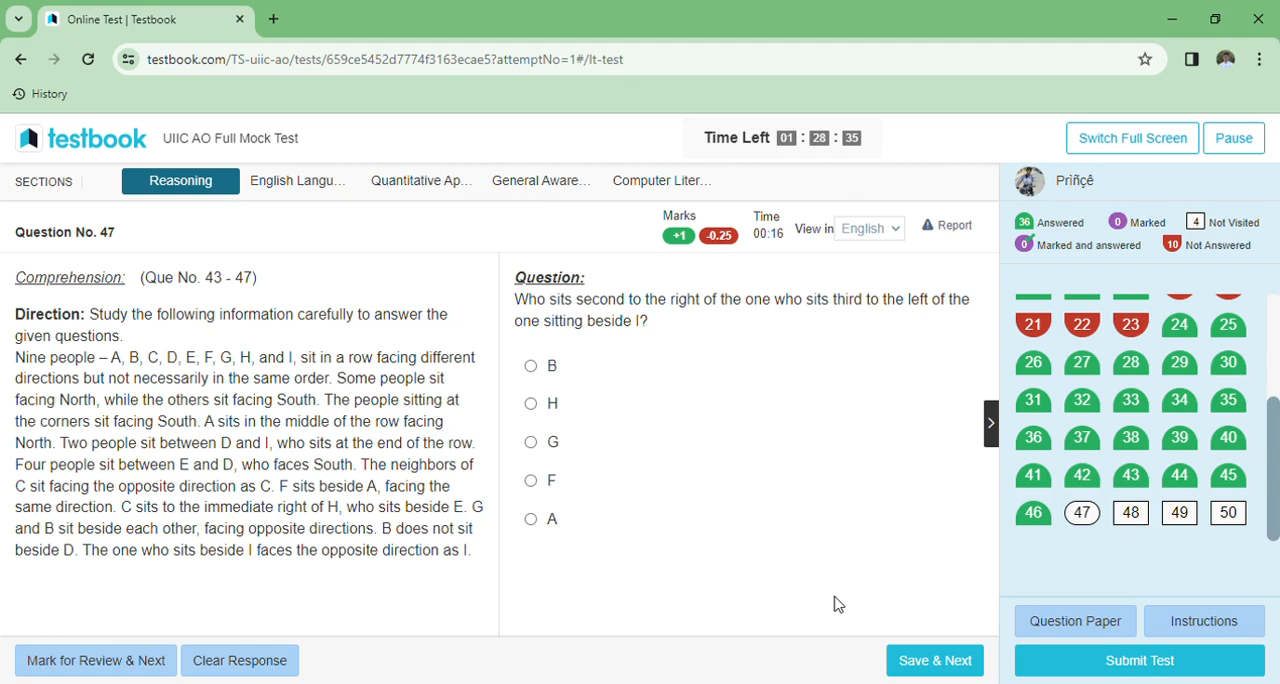 Online Test | Testbook
testbook.com/TS-uiic-ao/tests/659ce5452d7774f3163ecae5?attemptNo=1#/lt-test
History
testbook UIIC AO Full Mock Test Time Left 01 : 28 : 35 Switch Full Screen Pause
SECTIONS Reasoning English Langu... Quantitative Ap... General Aware... Computer Liter...
Prïñçê
Question No. 47
Marks
+1 -0.25
Time
00:16
View in English
Report
36 Answered 0 Marked 4 Not Visited
0 Marked and answered 10 Not Answered
Comprehension: (Que No. 43 - 47)
Direction: Study the following information carefully to answer the
given questions.
Nine people – A, B, C, D, E, F, G, H, and I, sit in a row facing different
directions but not necessarily in the same order. Some people sit
facing North, while the others sit facing South. The people sitting at
the corners sit facing South. A sits in the middle of the row facing
North. Two people sit between D and I, who sits at the end of the row.
Four people sit between E and D, who faces South. The neighbors of
C sit facing the opposite direction as C. F sits beside A, facing the
same direction. C sits to the immediate right of H, who sits beside E. G
and B sit beside each other, facing opposite directions. B does not sit
beside D. The one who sits beside I faces the opposite direction as I.
Question:
Who sits second to the right of the one who sits third to the left of the
one sitting beside I?
B
H
G
F
A
21 22 23 24 25
26 27 28 29 30
31 32 33 34 35
36 37 38 39 40
41 42 43 44 45
46 47 48 49 50
Question Paper Instructions
Mark for Review & Next Clear Response Save & Next Submit Test